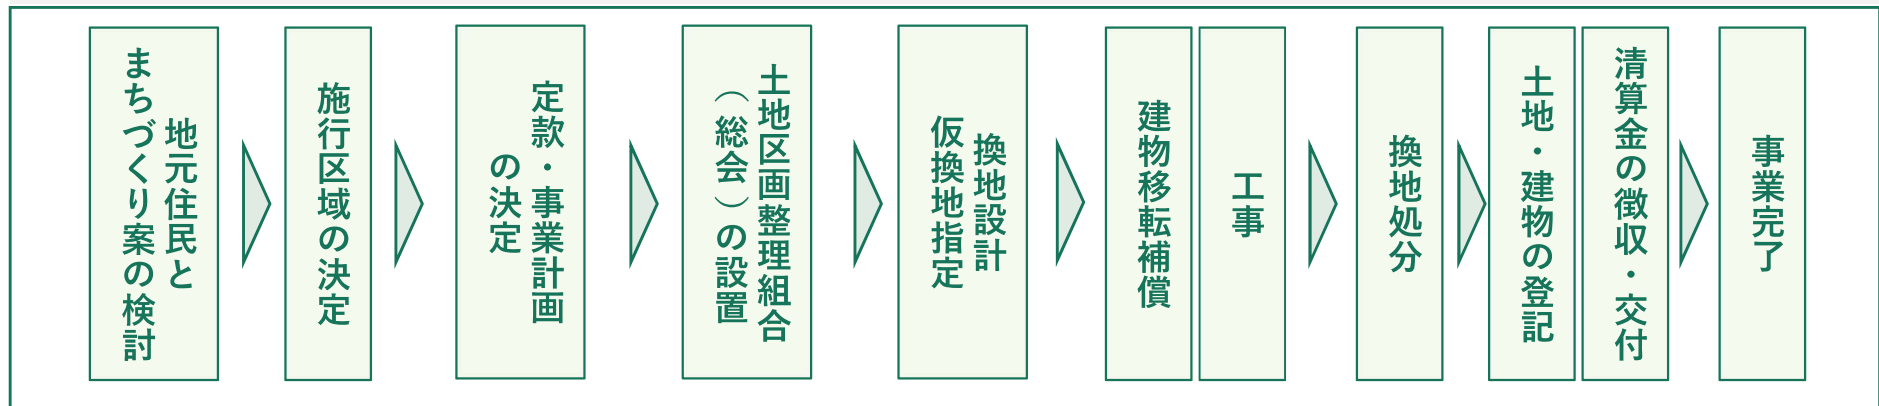 地元住民と
まちづくり案の検討
施行区域の決定
定款・事業計画
の決定
土地区画整理組合
（総会）の設置
換地設計
仮換地指定
建物移転補償
工事
換地処分
土地・建物の登記
清算金の徴収・交付
事業完了